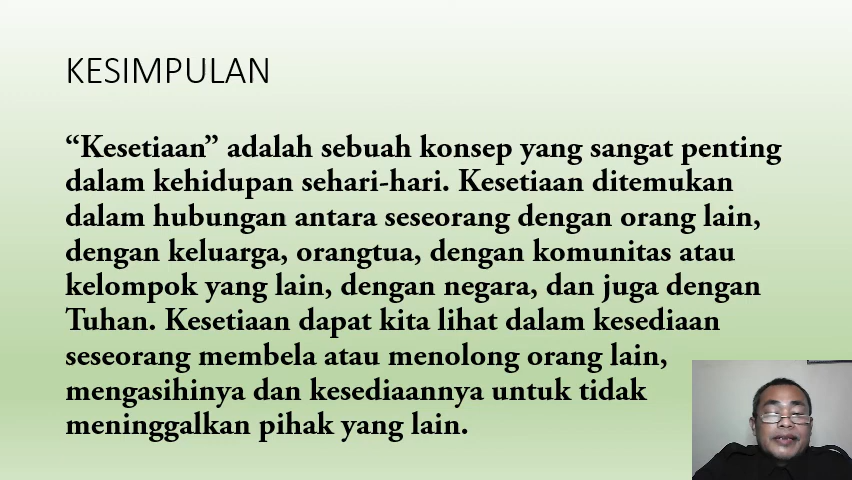 KESIMPULAN
“Kesetiaan” adalah sebuah konsep yang sangat penting
dalam kehidupan sehari-hari. Kesetiaan ditemukan
dalam hubungan antara seseorang dengan orang lain,
dengan keluarga, orangtua, dengan komunitas atau
kelompok yang lain, dengan negara, dan juga dengan
Tuhan. Kesetiaan dapat kita lihat dalam kesediaan
seseorang membela atau menolong orang lain,
mengasihinya dan kesediaannya untuk tidak
meninggalkan pihak yang lain.